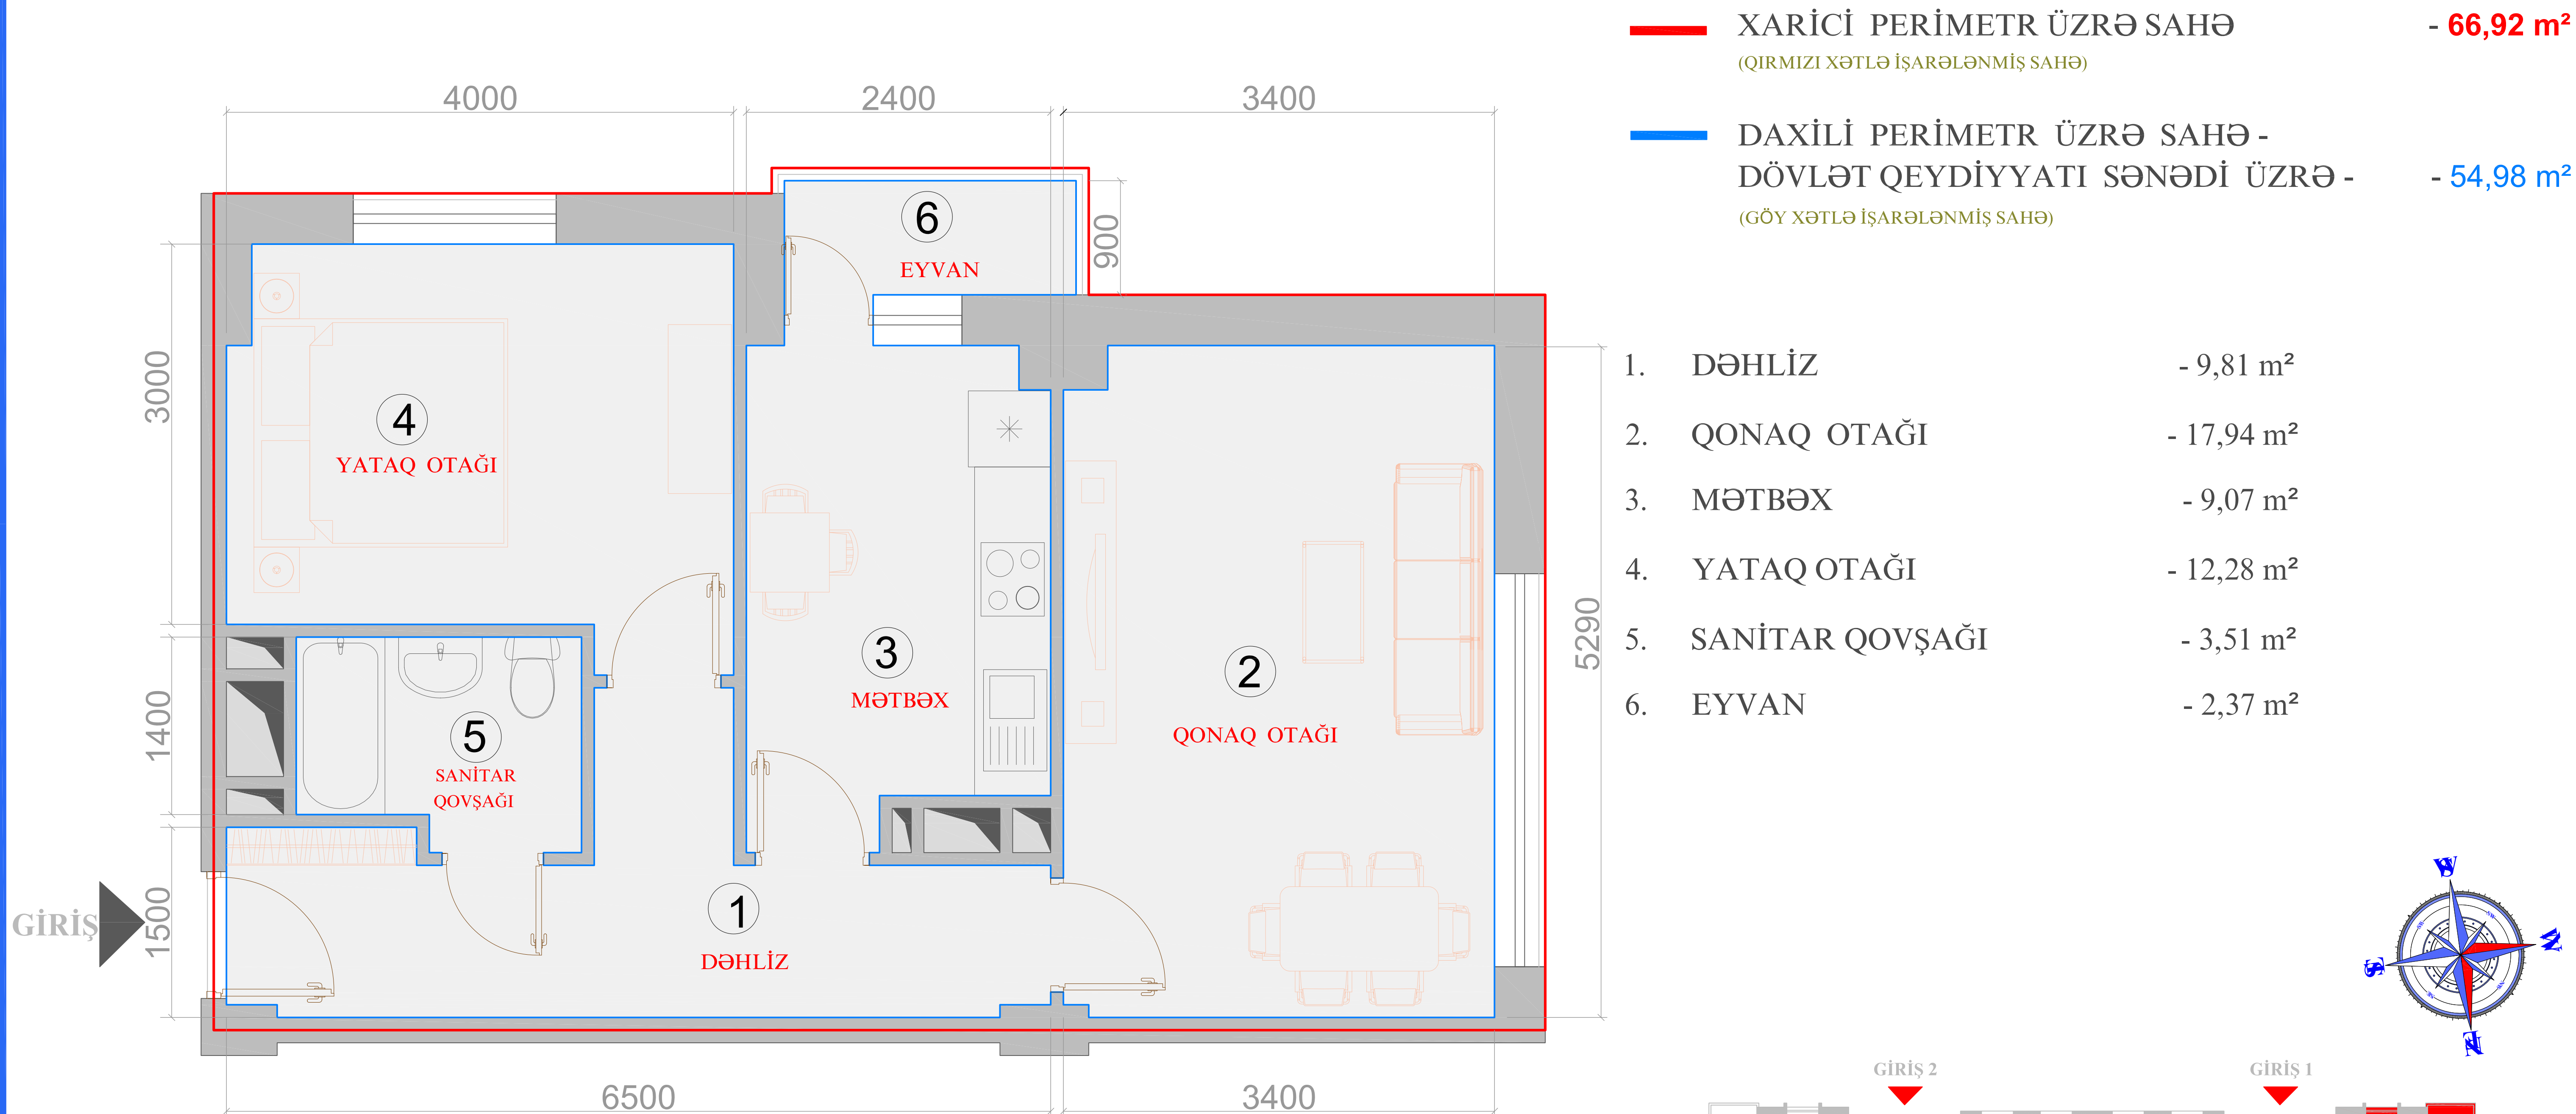 XARİCİ PERİMETR ÜZRƏ SAHƏ - 66,92 m²
(QIRMIZI XƏTLƏ İŞARƏLƏNMİŞ SAHƏ)
DAXİLİ PERİMETR ÜZRƏ SAHƏ -
DÖVLƏT QEYDİYYATI SƏNƏDİ ÜZRƏ - - 54,98 m²
(GÖY XƏTLƏ İŞARƏLƏNMİŞ SAHƏ)
4000 2400 3400
6
EYVAN
900
3000
4
YATAQ OTAĞI
1400
5
SANİTAR
QOVŞAĞI
3
MƏTBƏX
2
QONAQ OTAĞI
5290
1500
GİRİŞ
1
DƏHLİZ
6500 3400
1. DƏHLİZ - 9,81 m²
2. QONAQ OTAĞI - 17,94 m²
3. MƏTBƏX - 9,07 m²
4. YATAQ OTAĞI - 12,28 m²
5. SANİTAR QOVŞAĞI - 3,51 m²
6. EYVAN - 2,37 m²
GİRİŞ 2 GİRİŞ 1